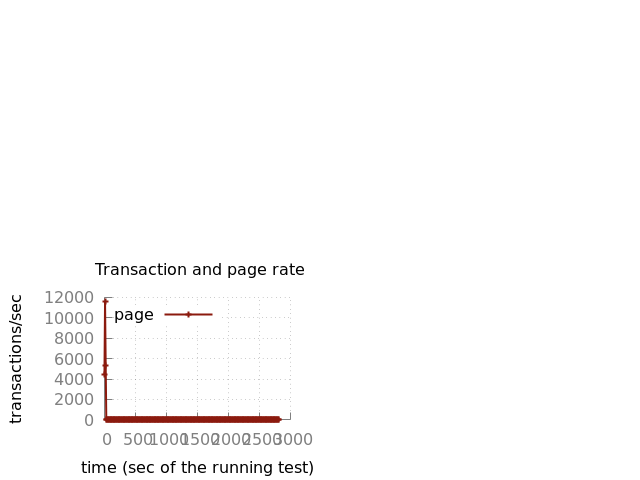 Transaction and page rate
transactions/sec
12000
10000
8000
6000
4000
2000
0
page
0 500 1000 1500 2000 2500 3000
time (sec of the running test)